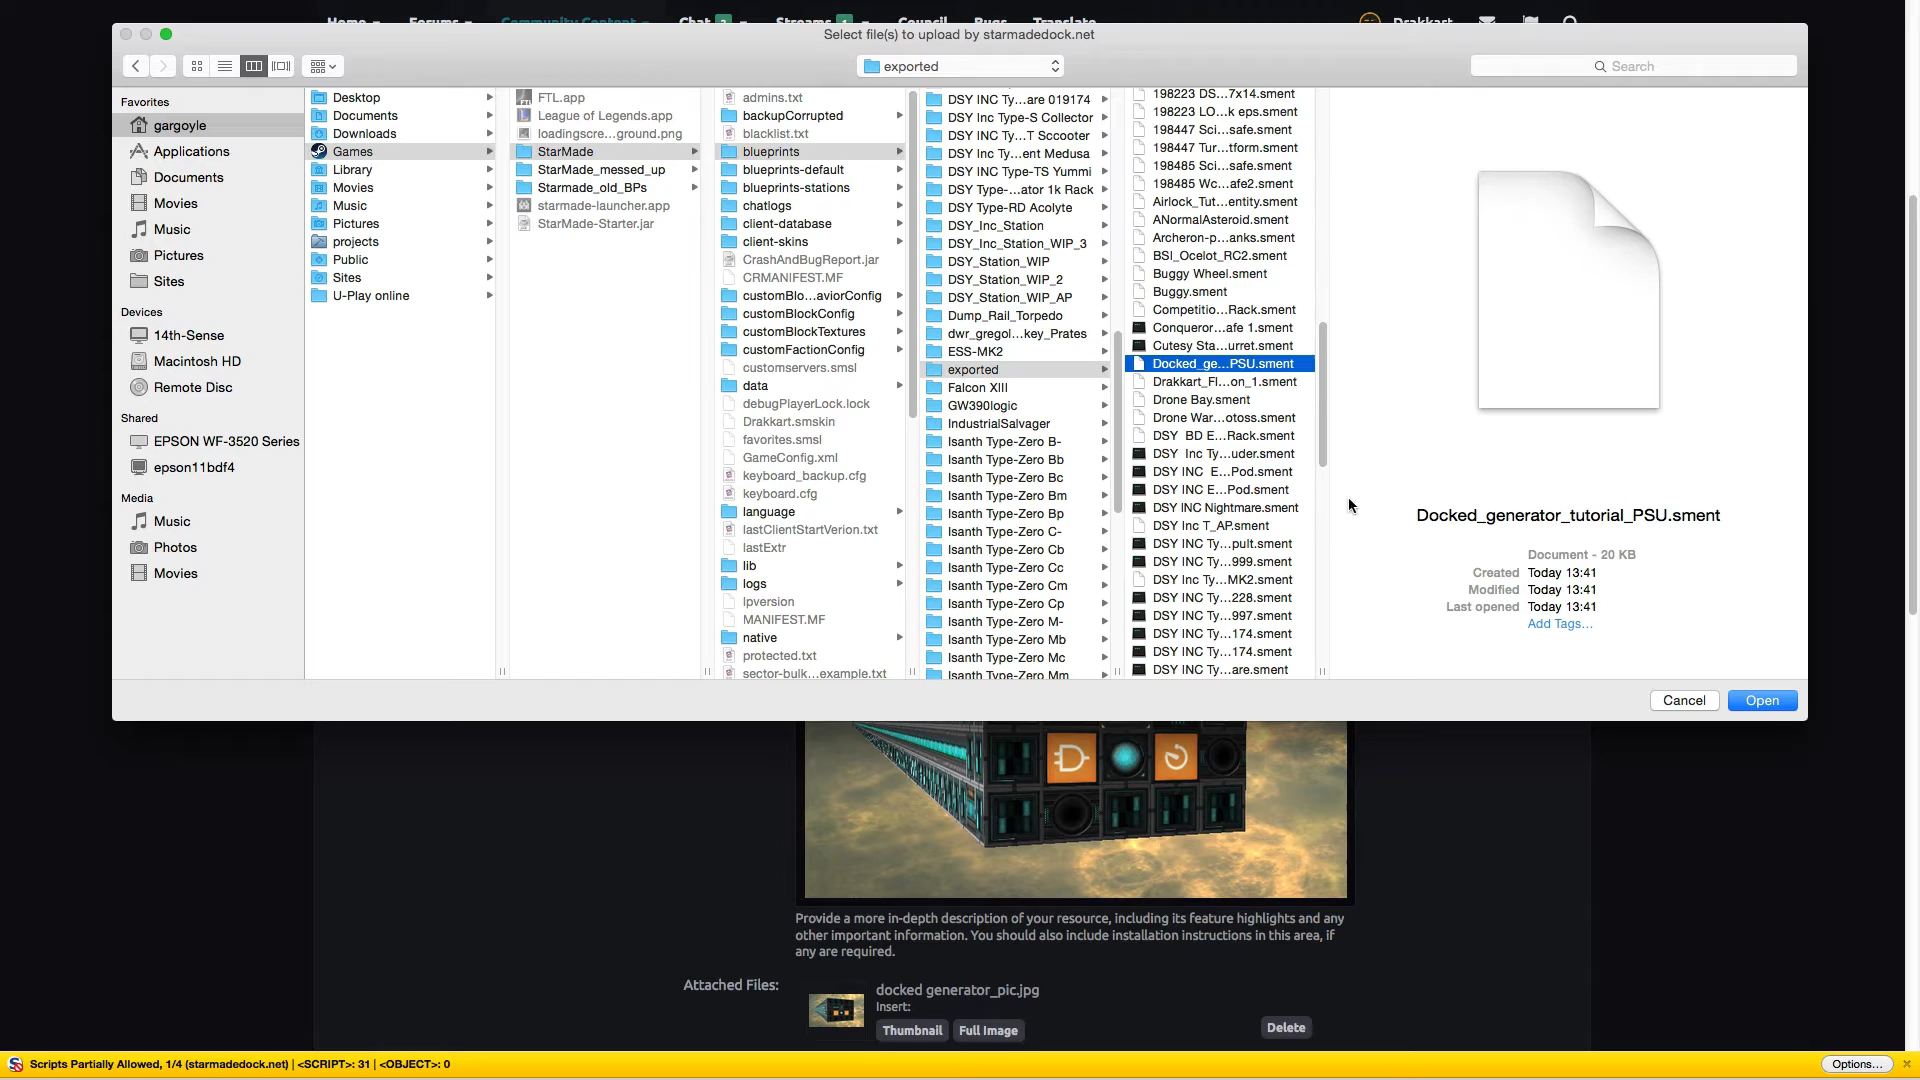 Home Forums Community Content Chat 2 Streams 1 Council Bugs Translate Drakkart
Select file(s) to upload by starmadedock.net
exported
Search
Favorites
gargoyle
Applications
Documents
Movies
Music
Pictures
Sites
Devices
14th-Sense
Macintosh HD
Remote Disc
Shared
EPSON WF-3520 Series
epson11bdf4
Media
Music
Photos
Movies
Desktop
Documents
Downloads
Games
Library
Movies
Music
Pictures
projects
Public
Sites
U-Play online
FTL.app
League of Legends.app
loadingscre...ground.png
StarMade
StarMade_messed_up
Starmade_old_BPs
starmade-launcher.app
StarMade-Starter.jar
admins.txt
backupCorrupted
blacklist.txt
blueprints
blueprints-default
blueprints-stations
chatlogs
client-database
client-skins
CrashAndBugReport.jar
CRMANIFEST.MF
customBlo...aviorConfig
customBlockConfig
customBlockTextures
customFactionConfig
customservers.smsl
data
debugPlayerLock.lock
Drakkart.smskin
favorites.smsl
GameConfig.xml
keyboard_backup.cfg
keyboard.cfg
language
lastClientStartVerion.txt
lastExtr
lib
logs
lpversion
MANIFEST.MF
native
protected.txt
sector-bulk...example.txt
DSY INC Ty...are 019174
DSY Inc Type-S Collector
DSY INC Ty...T Sccooter
DSY Inc Ty...ent Medusa
DSY INC Type-TS Yummi
DSY Type-...ator 1k Rack
DSY Type-RD Acolyte
DSY_Inc_Station
DSY_Inc_Station_WIP_3
DSY_Station_WIP
DSY_Station_WIP_2
DSY_Station_WIP_AP
Dump_Rail_Torpedo
dwr_gregol...key_Prates
ESS-MK2
exported
Falcon XIII
GW390logic
IndustrialSalvager
Isanth Type-Zero B-
Isanth Type-Zero Bb
Isanth Type-Zero Bc
Isanth Type-Zero Bm
Isanth Type-Zero Bp
Isanth Type-Zero C-
Isanth Type-Zero Cb
Isanth Type-Zero Cc
Isanth Type-Zero Cm
Isanth Type-Zero Cp
Isanth Type-Zero M-
Isanth Type-Zero Mb
Isanth Type-Zero Mc
Isanth Type-Zero Mm
198223 DS...7x14.sment
198223 LO...k eps.sment
198447 Sci...safe.sment
198447 Tur...tform.sment
198485 Sci...safe.sment
198485 Wc...afe2.sment
Airlock_Tut...entity.sment
ANormalAsteroid.sment
Archeron-p...anks.sment
BSI_Ocelot_RC2.sment
Buggy Wheel.sment
Buggy.sment
Competitio...Rack.sment
Conqueror...afe 1.sment
Cutesy Sta...urret.sment
Docked_ge...PSU.sment
Drakkart_Fl...on_1.sment
Drone Bay.sment
Drone War...otoss.sment
DSY  BD E...Rack.sment
DSY  Inc Ty...uder.sment
DSY INC  E...Pod.sment
DSY INC E...Pod.sment
DSY INC Nightmare.sment
DSY Inc T_AP.sment
DSY INC Ty...pult.sment
DSY INC Ty...999.sment
DSY Inc Ty...MK2.sment
DSY INC Ty...228.sment
DSY INC Ty...997.sment
DSY INC Ty...174.sment
DSY INC Ty...174.sment
DSY INC Ty...are.sment
Docked_generator_tutorial_PSU.sment
Document - 20 KB
Created Today 13:41
Modified Today 13:41
Last opened Today 13:41
Add Tags...
Cancel Open
Provide a more in-depth description of your resource, including its feature highlights and any
other important information. You should also include installation instructions in this area, if
any are required.
Attached Files:
docked generator_pic.jpg
Insert:
Thumbnail Full Image Delete
Scripts Partially Allowed, 1/4 (starmadedock.net) | <SCRIPT>: 31 | <OBJECT>: 0
Options...